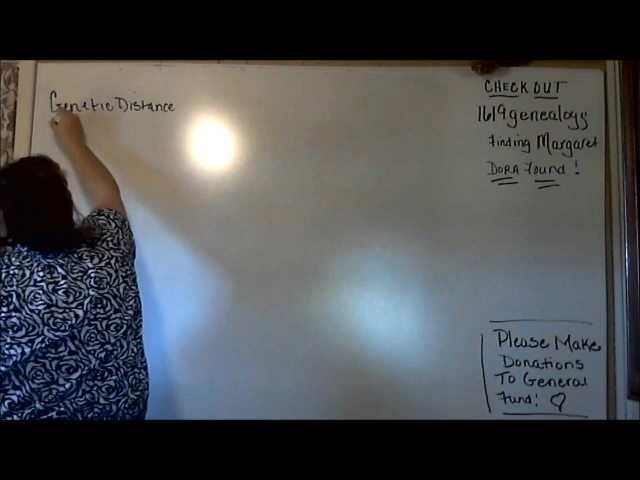 Genetic Distance
CHECK OUT
1619genealogy
Finding Margaret
DORA Found !
Please Make
Donations
To General
Fund! ♡